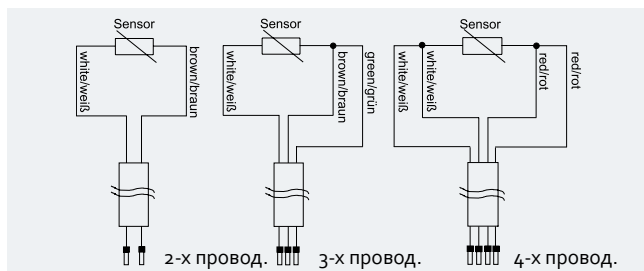 Sensor
white/weiß
brown/braun
2-х провод.
Sensor
white/weiß
brown/braun
green/grün
3-х провод.
Sensor
white/weiß
white/weiß
red/rot
red/rot
4-х провод.